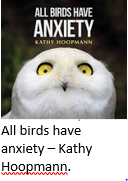 ALL BIRDS HAVE
ANXIETY
KATHY HOOPMANN
All birds have
anxiety – Kathy
Hoopmann.